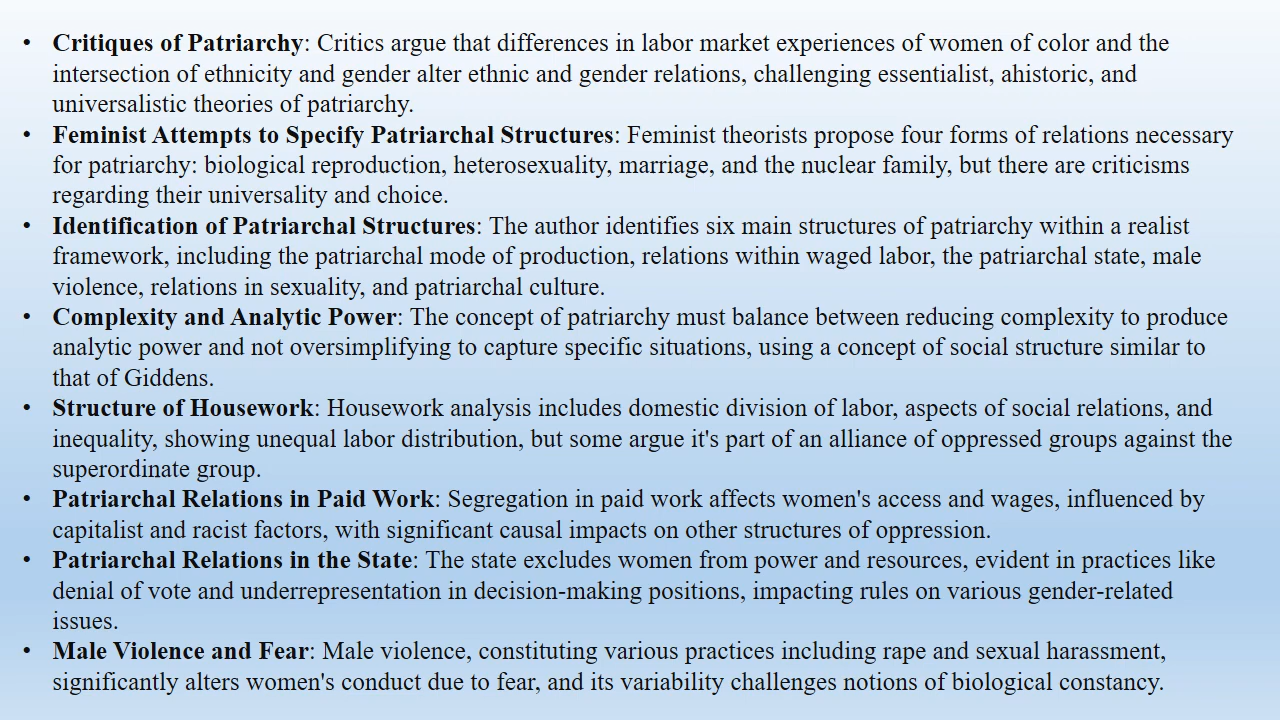 • Critiques of Patriarchy: Critics argue that differences in labor market experiences of women of color and the
intersection of ethnicity and gender alter ethnic and gender relations, challenging essentialist, ahistoric, and
universalistic theories of patriarchy.
• Feminist Attempts to Specify Patriarchal Structures: Feminist theorists propose four forms of relations necessary
for patriarchy: biological reproduction, heterosexuality, marriage, and the nuclear family, but there are criticisms
regarding their universality and choice.
• Identification of Patriarchal Structures: The author identifies six main structures of patriarchy within a realist
framework, including the patriarchal mode of production, relations within waged labor, the patriarchal state, male
violence, relations in sexuality, and patriarchal culture.
• Complexity and Analytic Power: The concept of patriarchy must balance between reducing complexity to produce
analytic power and not oversimplifying to capture specific situations, using a concept of social structure similar to
that of Giddens.
• Structure of Housework: Housework analysis includes domestic division of labor, aspects of social relations, and
inequality, showing unequal labor distribution, but some argue it's part of an alliance of oppressed groups against the
superordinate group.
• Patriarchal Relations in Paid Work: Segregation in paid work affects women's access and wages, influenced by
capitalist and racist factors, with significant causal impacts on other structures of oppression.
• Patriarchal Relations in the State: The state excludes women from power and resources, evident in practices like
denial of vote and underrepresentation in decision-making positions, impacting rules on various gender-related
issues.
• Male Violence and Fear: Male violence, constituting various practices including rape and sexual harassment,
significantly alters women's conduct due to fear, and its variability challenges notions of biological constancy.